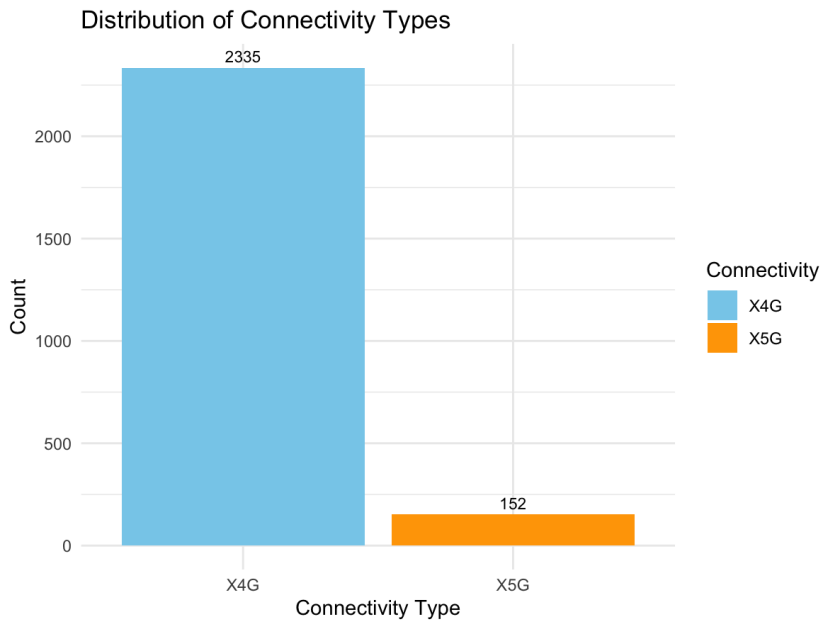 Distribution of Connectivity Types
2335
152
2000
1500
1000
500
0
Count
X4G
X5G
Connectivity Type
Connectivity
X4G
X5G